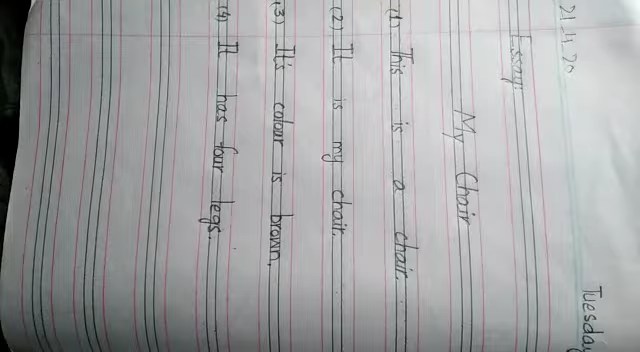 21.4.20 Tuesday
Essay:
My Chair
(1) This is a chair.
(2) It is my chair.
(3) It's colour is brown.
(4) It has four legs.